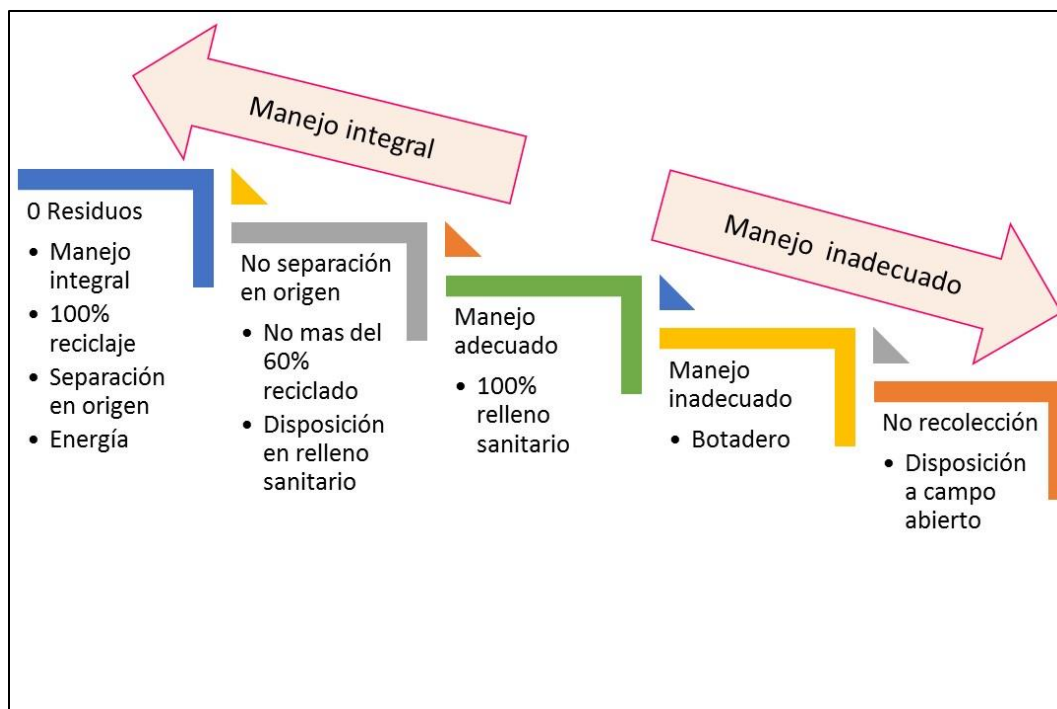 Manejo integral
Manejo inadecuado
0 Residuos
• Manejo
integral
• 100%
reciclaje
• Separación
en origen
• Energía
No separación
en origen
• No mas del
60%
reciclado
• Disposición
en relleno
sanitario
Manejo
adecuado
• 100%
relleno
sanitario
Manejo
inadecuado
• Botadero
No recolección
• Disposición
a campo
abierto